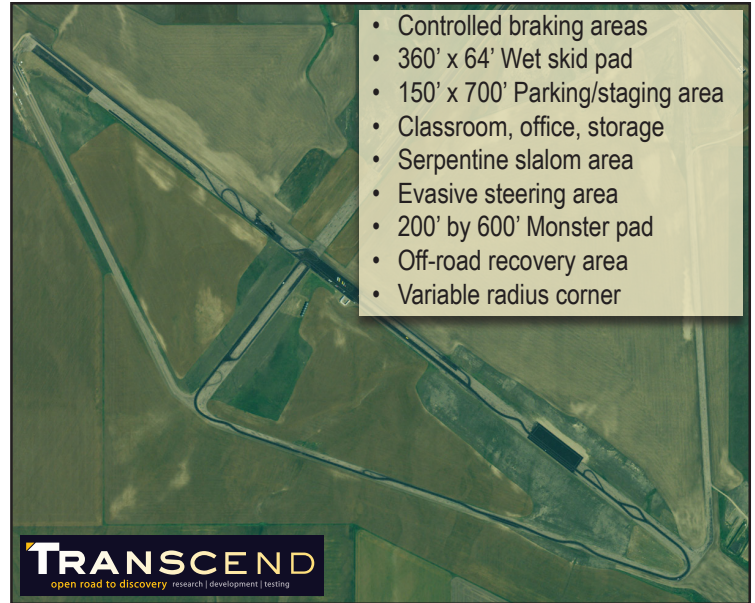 • Controlled braking areas
• 360’ x 64’ Wet skid pad
• 150’ x 700’ Parking/staging area
• Classroom, office, storage
• Serpentine slalom area
• Evasive steering area
• 200’ by 600’ Monster pad
• Off-road recovery area
• Variable radius corner
TRANSCEND
open road to discovery research | development | testing